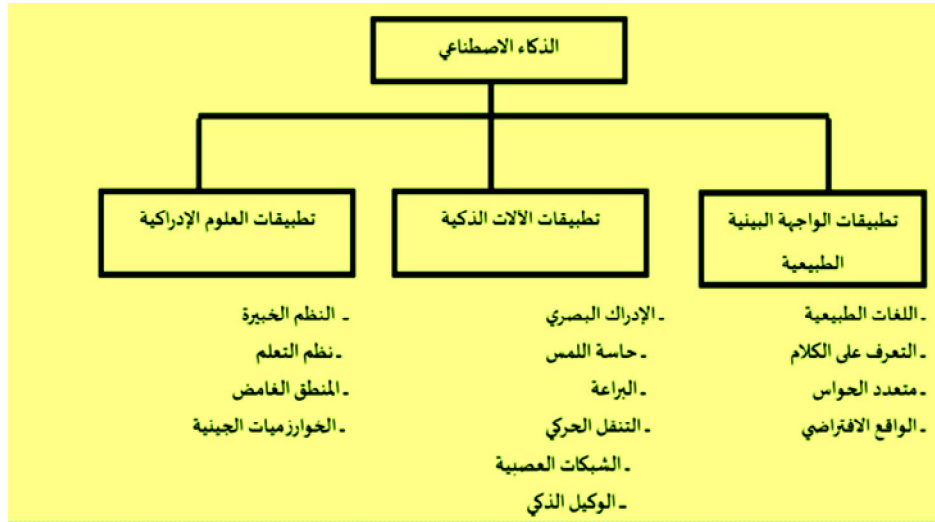 الذكاء الاصطناعي
تطبيقات الواجهة البينية
الطبيعية
ـ اللغات الطبيعية
ـ التعرف على الكلام
ـ متعدد الحواس
ـ الواقع الافتراضي
تطبيقات الآلات الذكية
ـ الإدراك البصري
ـ حاسة اللمس
ـ البراعة
ـ التنقل الحركي
ـ الشبكات العصبية
ـ الوكيل الذكي
تطبيقات العلوم الإدراكية
ـ النظم الخبيرة
ـ نظم التعلم
ـ المنطق الغامض
ـ الخوارزميات الجينية